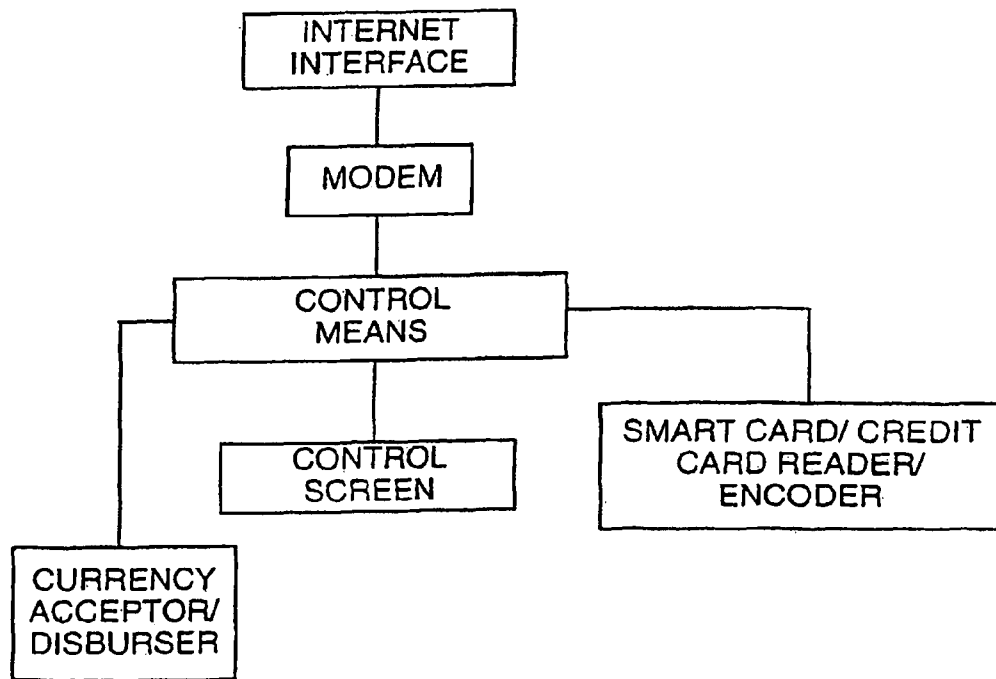 INTERNET
INTERFACE
MODEM
CONTROL
MEANS
CONTROL
SCREEN
SMART CARD/ CREDIT
CARD READER/
ENCODER
CURRENCY
ACCEPTOR/
DISBURSER